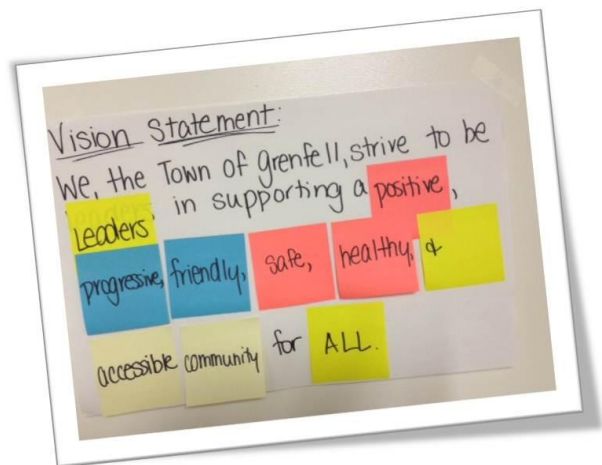 Vision Statement:
We, the Town of Grenfell, strive to be
Leaders, in supporting a positive,
progressive, friendly, safe, healthy, &
accessible community for ALL.